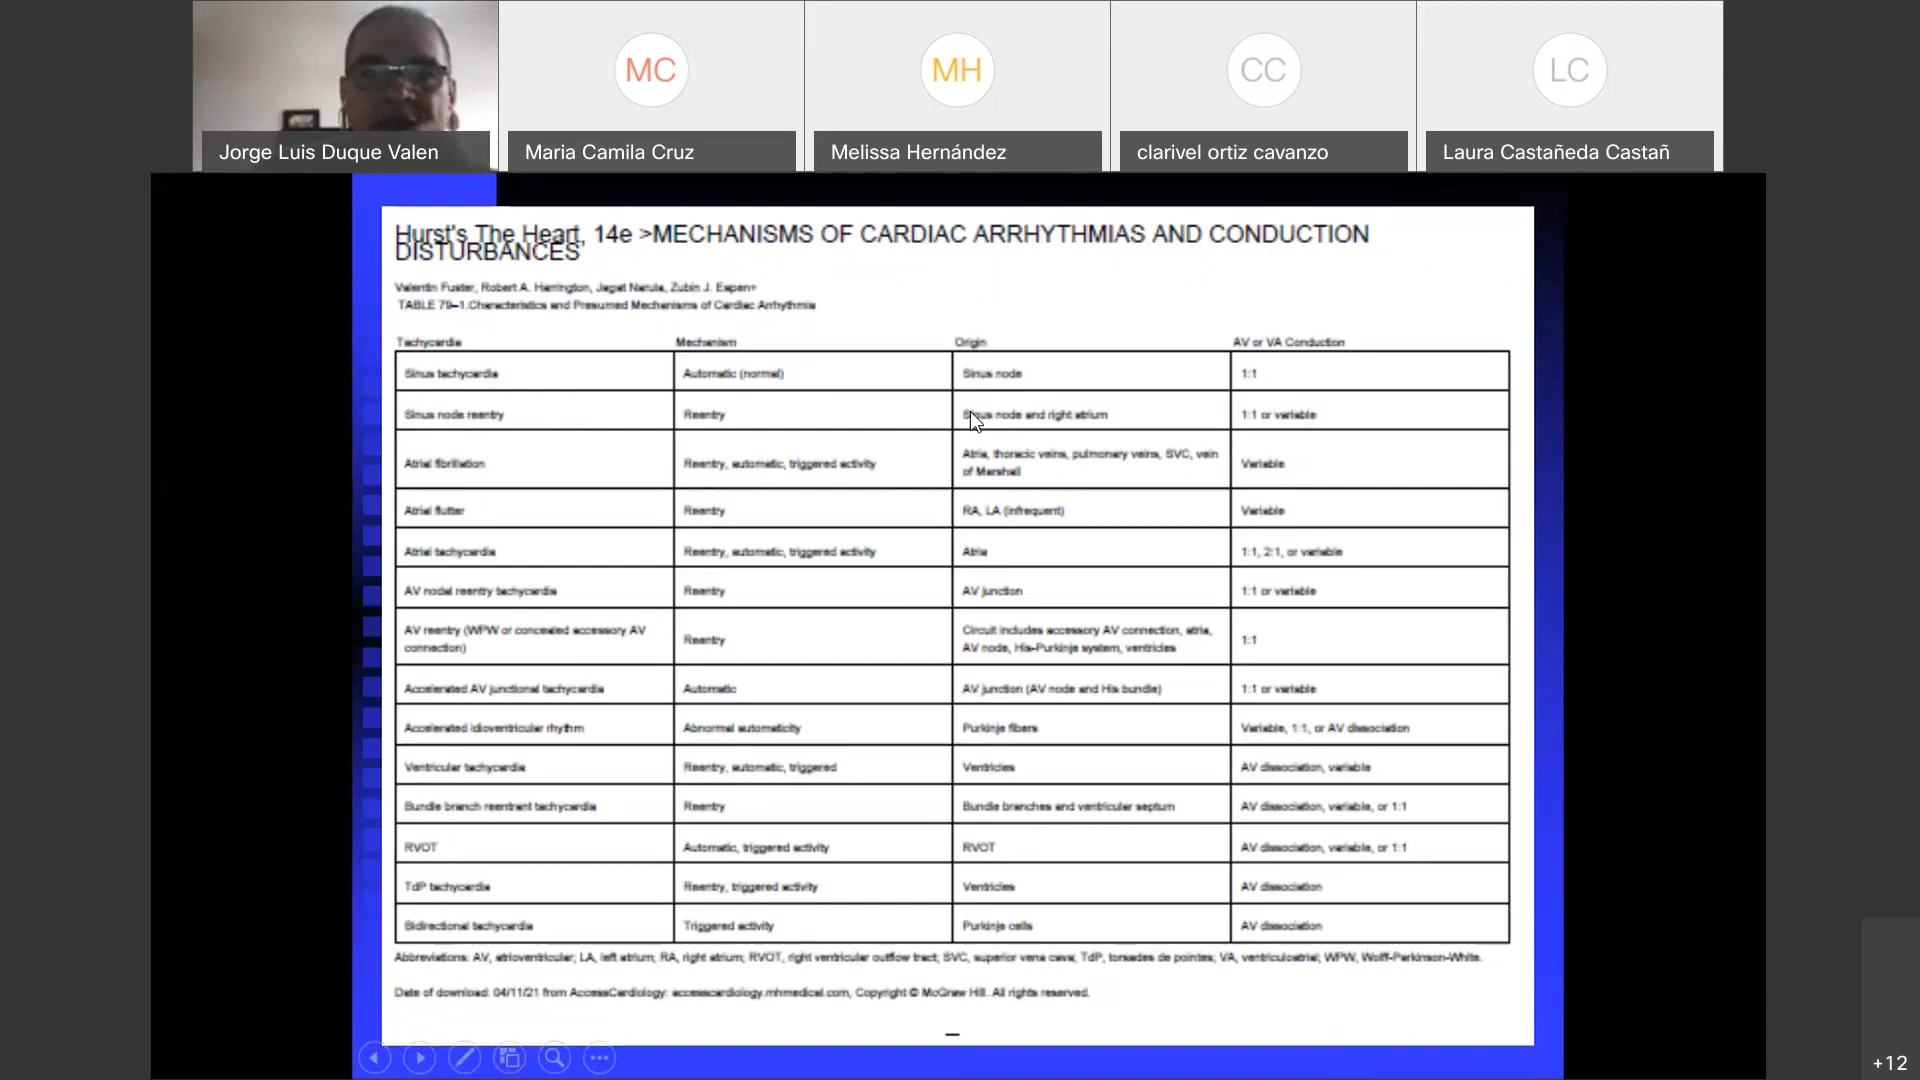 MC
MH
CC
LC
Jorge Luis Duque Valen
Maria Camila Cruz
Melissa Hernández
clarivel ortiz cavanzo
Laura Castañeda Castañ
Hurst's The Heart, 14e >MECHANISMS OF CARDIAC ARRHYTHMIAS AND CONDUCTION
DISTURBANCES
Valentin Fuster, Robert A. Harrington, Jagat Narula, Zubin J. Eapen+
TABLE 79–1.Characteristics and Presumed Mechanisms of Cardiac Arrhythmia
Tachycardia Mechanism Origin AV or VA Conduction
Sinus tachycardia Automatic (normal) Sinus node 1:1
Sinus node reentry Reentry Sinus node and right atrium 1:1 or variable
Atrial fibrillation Reentry, automatic, triggered activity Atria, thoracic veins, pulmonary veins, SVC, vein Variable
of Marshall
Atrial flutter Reentry RA, LA (infrequent) Variable
Atrial tachycardia Reentry, automatic, triggered activity Atria 1:1, 2:1, or variable
AV nodal reentry tachycardia Reentry AV junction 1:1 or variable
AV reentry (WPW or concealed accessory AV Reentry Circuit includes accessory AV connection, atria, 1:1
connection) AV node, His-Purkinje system, ventricles
Accelerated AV junctional tachycardia Automatic AV junction (AV node and His bundle) 1:1 or variable
Accelerated idioventricular rhythm Abnormal automaticity Purkinje fibers Variable, 1:1, or AV dissociation
Ventricular tachycardia Reentry, automatic, triggered Ventricles AV dissociation, variable
Bundle branch reentrant tachycardia Reentry Bundle branches and ventricular septum AV dissociation, variable, or 1:1
RVOT Automatic, triggered activity RVOT AV dissociation, variable, or 1:1
TdP tachycardia Reentry, triggered activity Ventricles AV dissociation
Bidirectional tachycardia Triggered activity Purkinje cells AV dissociation
Abbreviations: AV, atrioventricular; LA, left atrium; RA, right atrium; RVOT, right ventricular outflow tract; SVC, superior vena cava; TdP, torsades de pointes; VA, ventriculoatrial; WPW, Wolff-Parkinson-White.
Date of download: 04/11/21 from AccessCardiology: accesscardiology.mhmedical.com, Copyright © McGraw Hill. All rights reserved.
+12